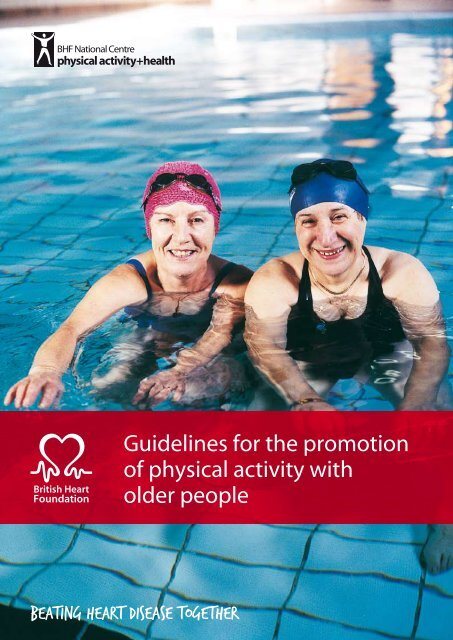 BHF National Centre
physical activity+health
Guidelines for the promotion
of physical activity with
older people
British Heart
Foundation
BEATING HEART DISEASE TOGETHER